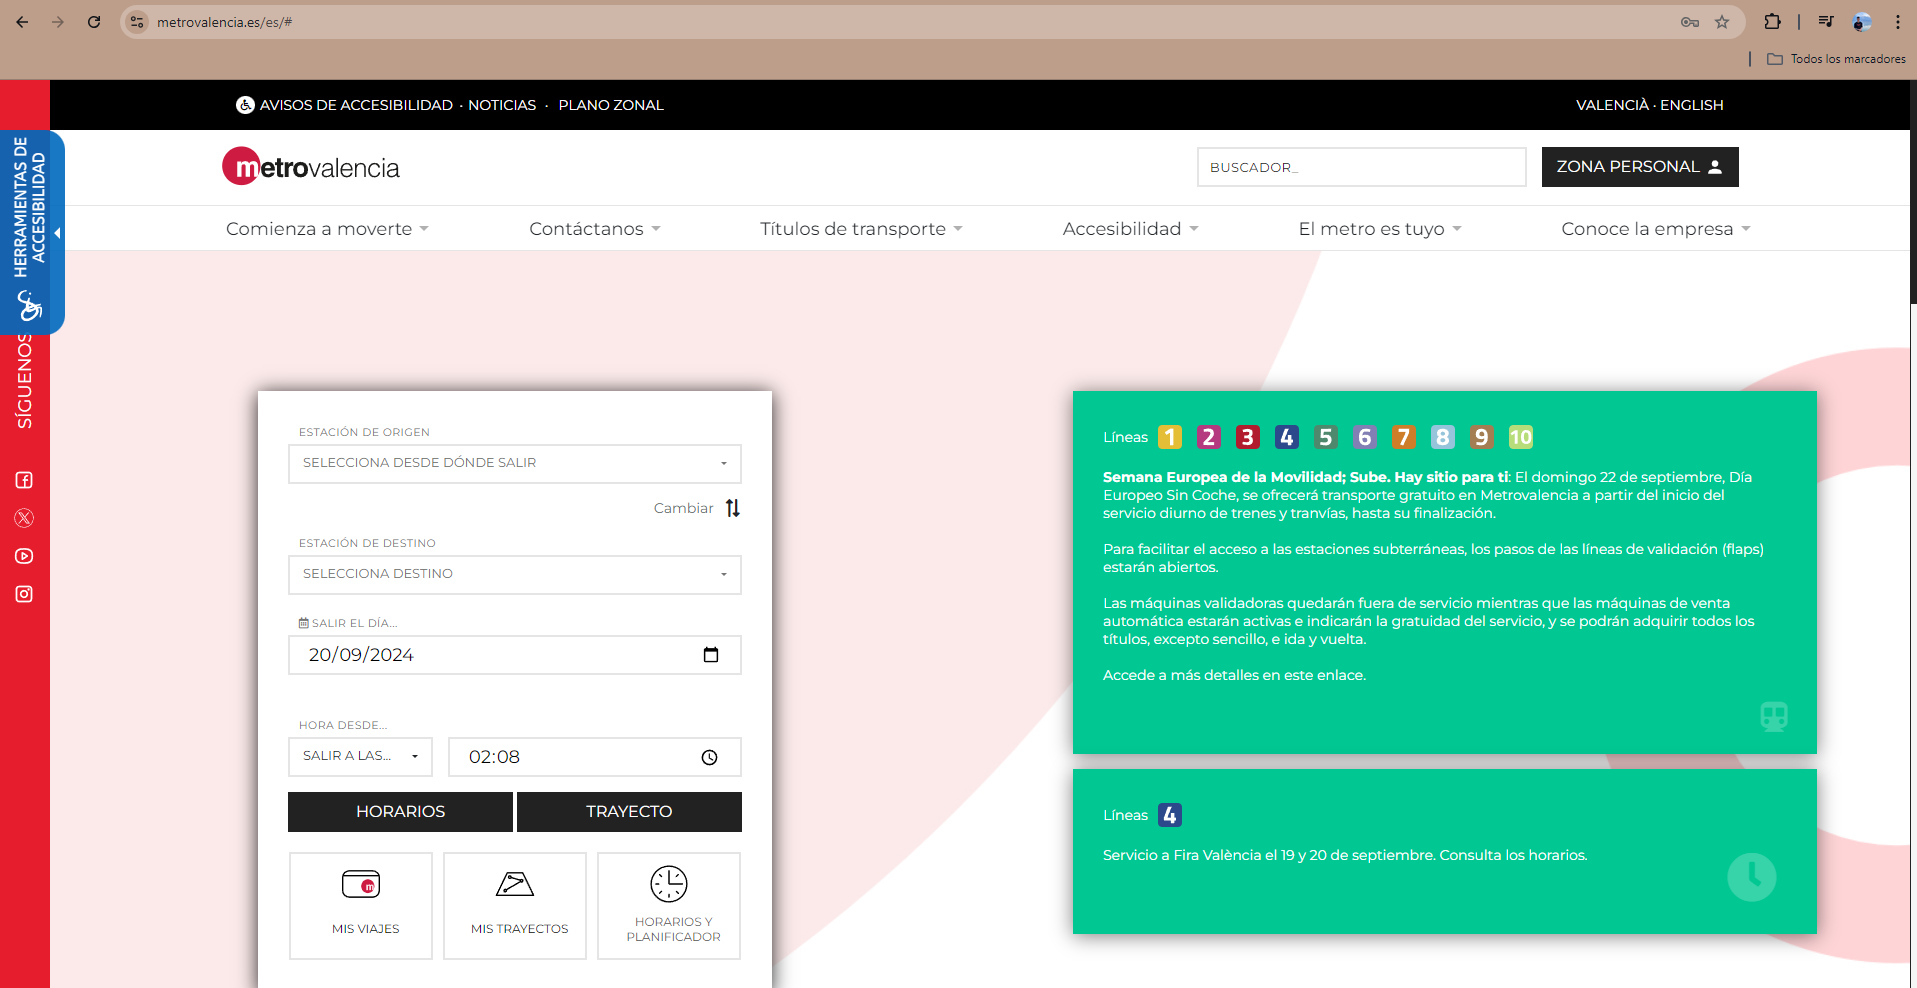 metrovalencia.es/es/#
Todos los marcadores
AVISOS DE ACCESIBILIDAD · NOTICIAS · PLANO ZONAL
VALENCIÀ · ENGLISH
HERRAMIENTAS DE
ACCESIBILIDAD
SÍGUENOS
metrovalencia
BUSCADOR_
ZONA PERSONAL
Comienza a moverte
Contáctanos
Títulos de transporte
Accesibilidad
El metro es tuyo
Conoce la empresa
ESTACIÓN DE ORIGEN
SELECCIONA DESDE DÓNDE SALIR
Cambiar
ESTACIÓN DE DESTINO
SELECCIONA DESTINO
SALIR EL DÍA...
20/09/2024
HORA DESDE...
SALIR A LAS...
02:08
HORARIOS
TRAYECTO
m
MIS VIAJES
MIS TRAYECTOS
HORARIOS Y
PLANIFICADOR
Líneas 1 2 3 4 5 6 7 8 9 10
Semana Europea de la Movilidad; Sube. Hay sitio para ti: El domingo 22 de septiembre, Día
Europeo Sin Coche, se ofrecerá transporte gratuito en Metrovalencia a partir del inicio del
servicio diurno de trenes y tranvías, hasta su finalización.
Para facilitar el acceso a las estaciones subterráneas, los pasos de las líneas de validación (flaps)
estarán abiertos.
Las máquinas validadoras quedarán fuera de servicio mientras que las máquinas de venta
automática estarán activas e indicarán la gratuidad del servicio, y se podrán adquirir todos los
títulos, excepto sencillo, e ida y vuelta.
Accede a más detalles en este enlace.
Líneas 4
Servicio a Fira València el 19 y 20 de septiembre. Consulta los horarios.